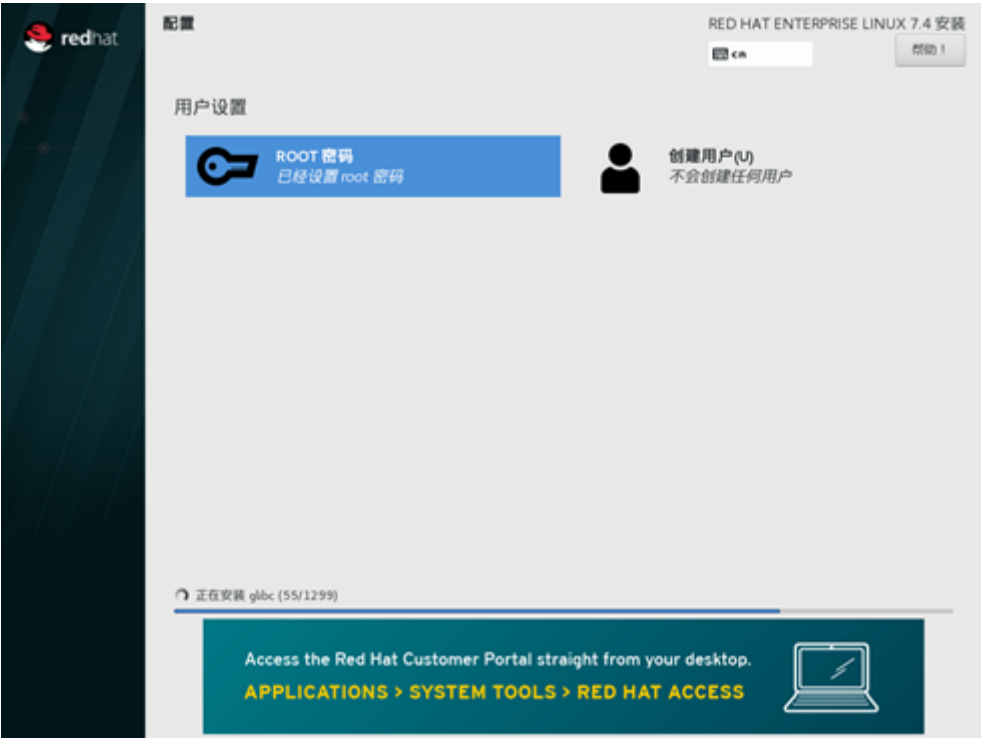 redhat
配置
RED HAT ENTERPRISE LINUX 7.4 安装
cn
帮助！
用户设置
ROOT 密码
已经设置 root 密码
创建用户(U)
不会创建任何用户
正在安装 glibc (55/1299)
Access the Red Hat Customer Portal straight from your desktop.
APPLICATIONS > SYSTEM TOOLS > RED HAT ACCESS